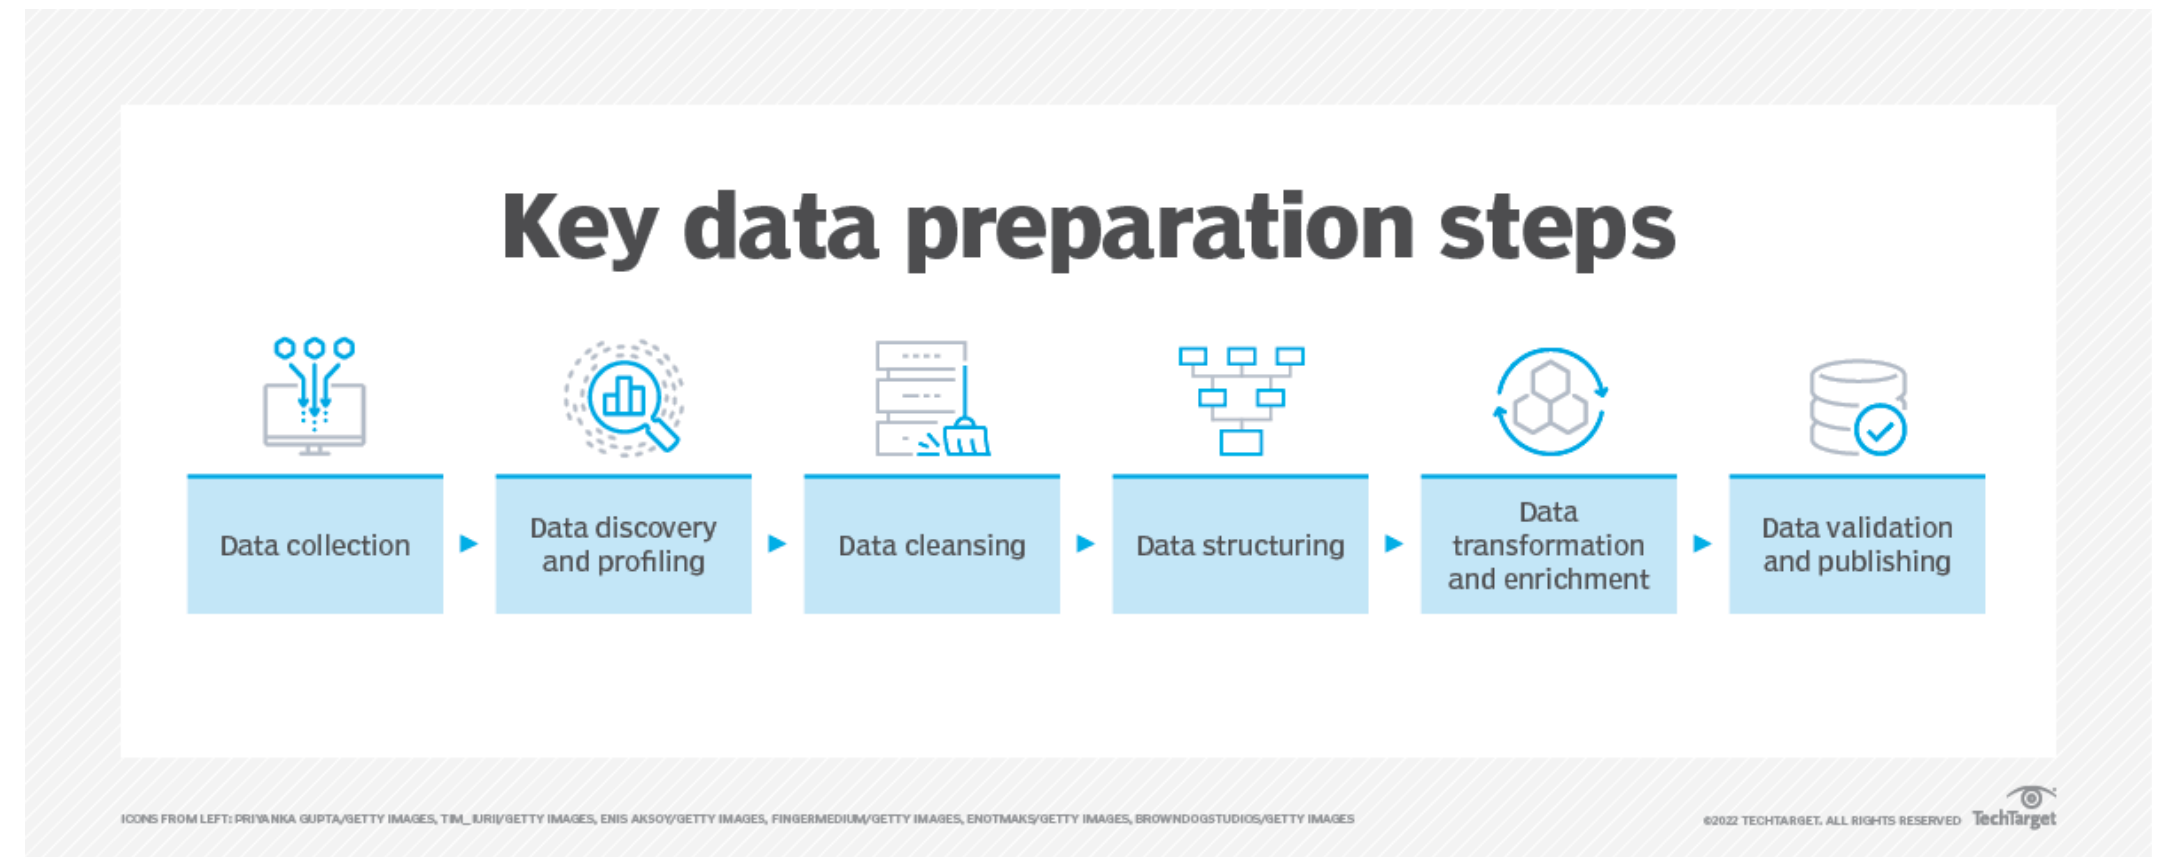 Key data preparation steps
Data collection
Data discovery
and profiling
Data cleansing
Data structuring
Data
transformation
and enrichment
Data validation
and publishing
ICONS FROM LEFT: PRIYANKA GUPTA/GETTY IMAGES, TIM_IURII/GETTY IMAGES, ENIS AKSOY/GETTY IMAGES, FINGERMEDIUM/GETTY IMAGES, ENOTMAKS/GETTY IMAGES, BROWNDOGSTUDIOS/GETTY IMAGES
©2022 TECHTARGET. ALL RIGHTS RESERVED TechTarget